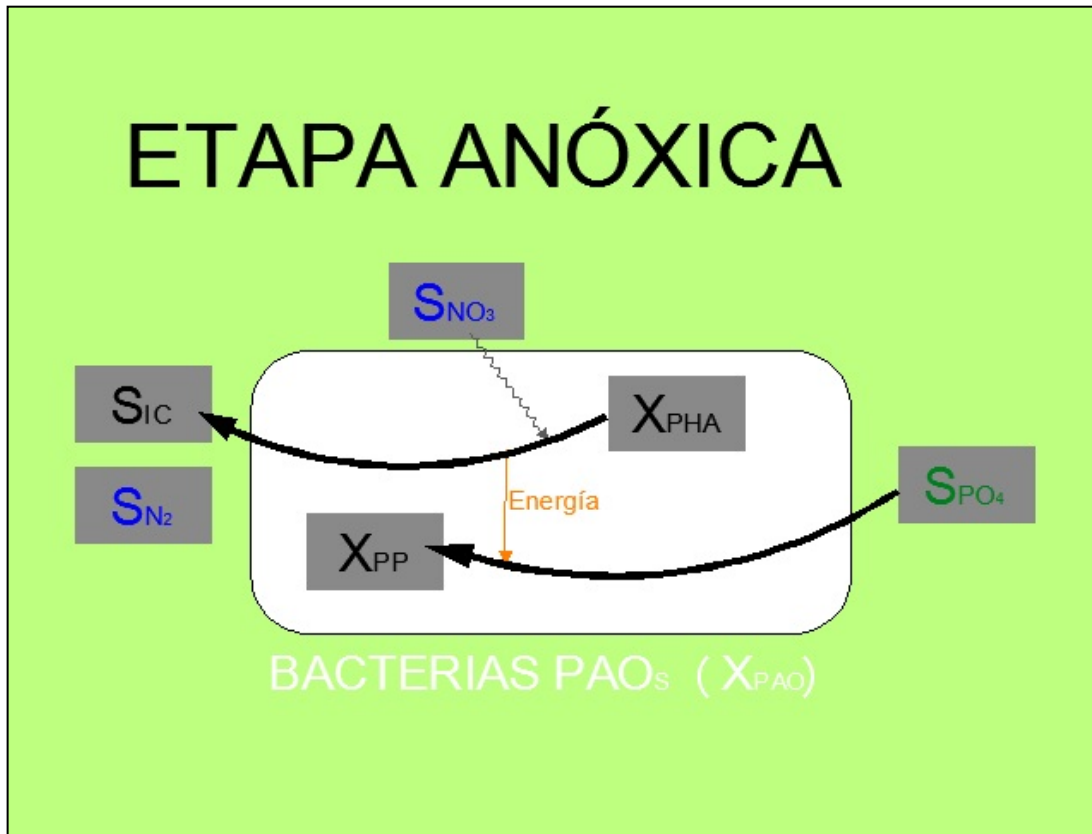 ETAPA ANÓXICA
SNO3
SIC
XPHA
SN2
Energía
SPO4
XPP
BACTERIAS PAOS ( XPAO)